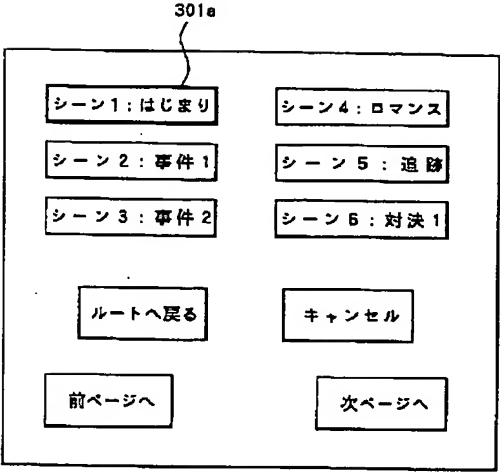 301a
シーン1:はじまり
シーン4:ロマンス
シーン2:事件1
シーン5:追跡
シーン3:事件2
シーン6:対決1
ルートへ戻る
キャンセル
前ページへ
次ページへ